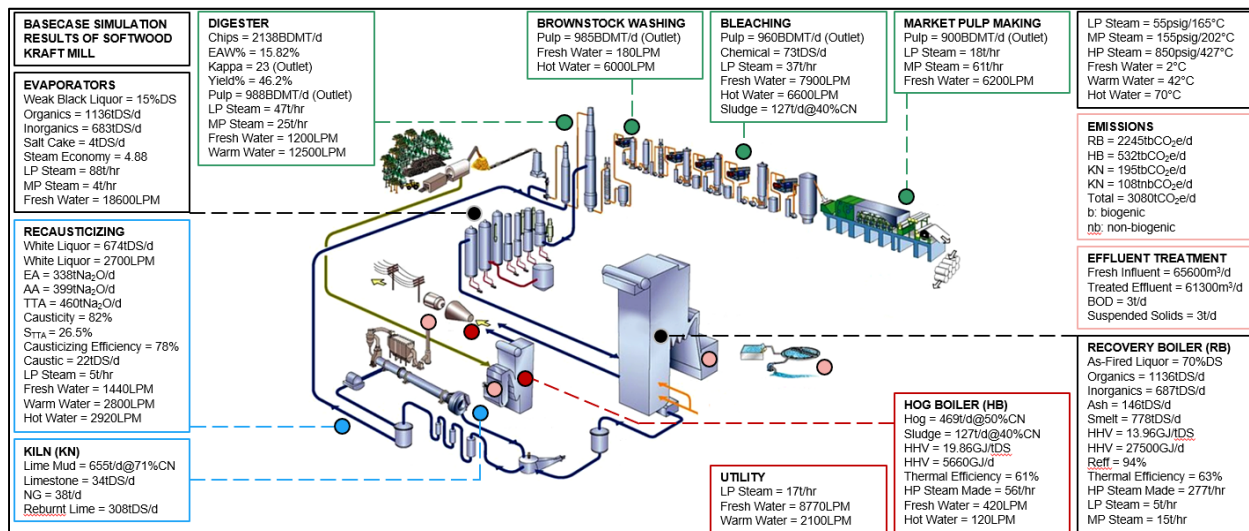 BASECASE SIMULATION
RESULTS OF SOFTWOOD
KRAFT MILL
EVAPORATORS
Weak Black Liquor = 15%DS
Organics = 1136tDS/d
Inorganics = 683tDS/d
Salt Cake = 4tDS/d
Steam Economy = 4.88
LP Steam = 88t/hr
MP Steam = 4t/hr
Fresh Water = 18600LPM
RECAUSTICIZING
White Liquor = 674tDS/d
White Liquor = 2700LPM
EA = 338tNa₂O/d
AA = 399tNa₂O/d
TTA = 460tNa₂O/d
Causticity = 82%
S_TTA = 26.5%
Causticizing Efficiency = 78%
Caustic = 22tDS/d
LP Steam = 5t/hr
Fresh Water = 1440LPM
Warm Water = 2800LPM
Hot Water = 2920LPM
KILN (KN)
Lime Mud = 655t/d@71%CN
Limestone = 34tDS/d
NG = 38t/d
Reburnt Lime = 308tDS/d
DIGESTER
Chips = 2138BDMT/d
EAW% = 15.82%
Kappa = 23 (Outlet)
Yield% = 46.2%
Pulp = 988BDMT/d (Outlet)
LP Steam = 47t/hr
MP Steam = 25t/hr
Fresh Water = 1200LPM
Warm Water = 12500LPM
BROWNSTOCK WASHING
Pulp = 985BDMT/d (Outlet)
Fresh Water = 180LPM
Hot Water = 6000LPM
BLEACHING
Pulp = 960BDMT/d (Outlet)
Chemical = 73tDS/d
LP Steam = 37t/hr
Fresh Water = 7900LPM
Hot Water = 6600LPM
Sludge = 127t/d@40%CN
MARKET PULP MAKING
Pulp = 900BDMT/d (Outlet)
LP Steam = 18t/hr
MP Steam = 61t/hr
Fresh Water = 6200LPM
LP Steam = 55psig/165°C
MP Steam = 155psig/202°C
HP Steam = 850psig/427°C
Fresh Water = 2°C
Warm Water = 42°C
Hot Water = 70°C
EMISSIONS
RB = 2245tbCO₂e/d
HB = 532tbCO₂e/d
KN = 195tbCO₂e/d
KN = 108tnbCO₂e/d
Total = 3080tCO₂e/d
b: biogenic
nb: non-biogenic
EFFLUENT TREATMENT
Fresh Influent = 65600m³/d
Treated Effluent = 61300m³/d
BOD = 3t/d
Suspended Solids = 3t/d
RECOVERY BOILER (RB)
As-Fired Liquor = 70%DS
Organics = 1136tDS/d
Inorganics = 687tDS/d
Ash = 146tDS/d
Smelt = 778tDS/d
HHV = 13.96GJ/tDS
HHV = 27500GJ/d
Reff = 94%
Thermal Efficiency = 63%
HP Steam Made = 277t/hr
LP Steam = 5t/hr
MP Steam = 15t/hr
HOG BOILER (HB)
Hog = 469t/d@50%CN
Sludge = 127t/d@40%CN
HHV = 19.86GJ/tDS
HHV = 5660GJ/d
Thermal Efficiency = 61%
HP Steam Made = 56t/hr
Fresh Water = 420LPM
Hot Water = 120LPM
UTILITY
LP Steam = 17t/hr
Fresh Water = 8770LPM
Warm Water = 2100LPM